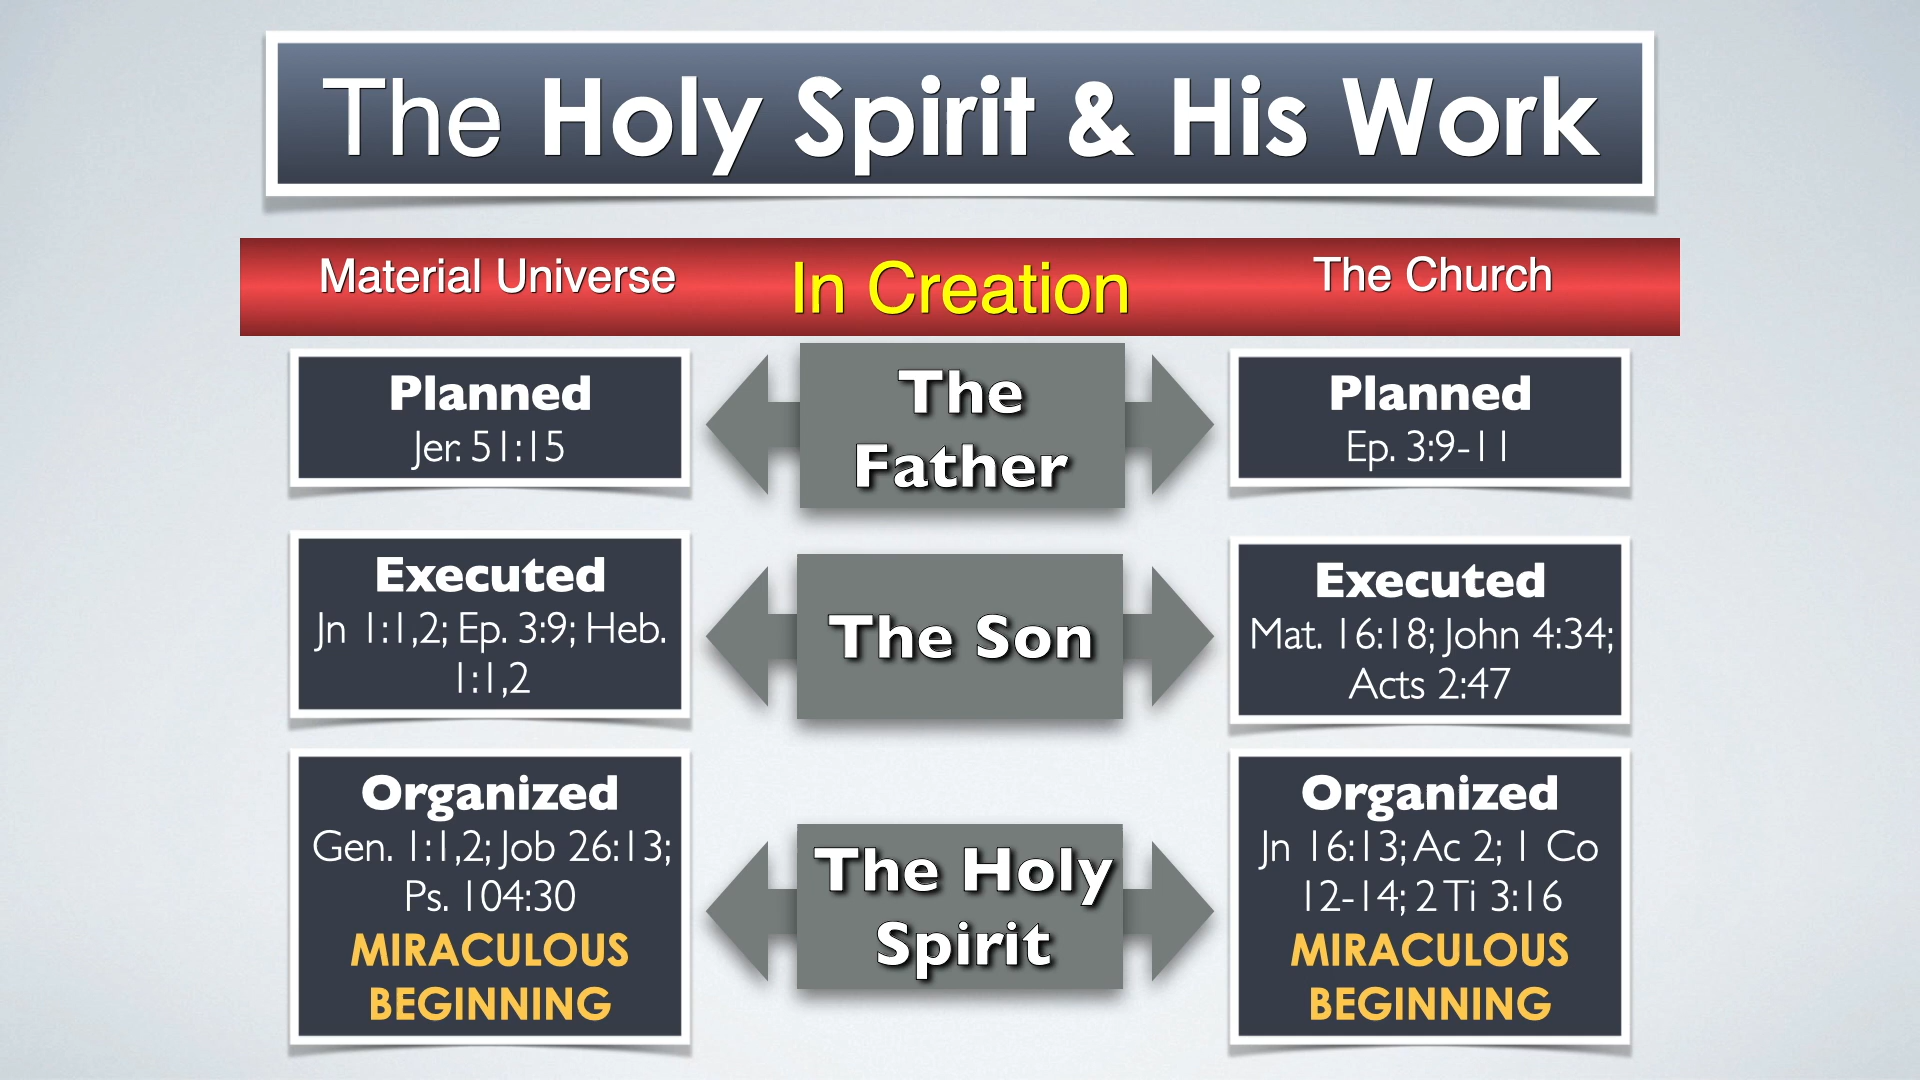 The Holy Spirit & His Work
Material Universe
In Creation
The Church
Planned
Jer. 51:15
The
Father
Planned
Ep. 3:9-11
Executed
Jn 1:1,2; Ep. 3:9; Heb.
1:1,2
The Son
Executed
Mat. 16:18; John 4:34;
Acts 2:47
Organized
Gen. 1:1,2; Job 26:13;
Ps. 104:30
MIRACULOUS
BEGINNING
The Holy
Spirit
Organized
Jn 16:13; Ac 2; 1 Co
12-14; 2 Ti 3:16
MIRACULOUS
BEGINNING